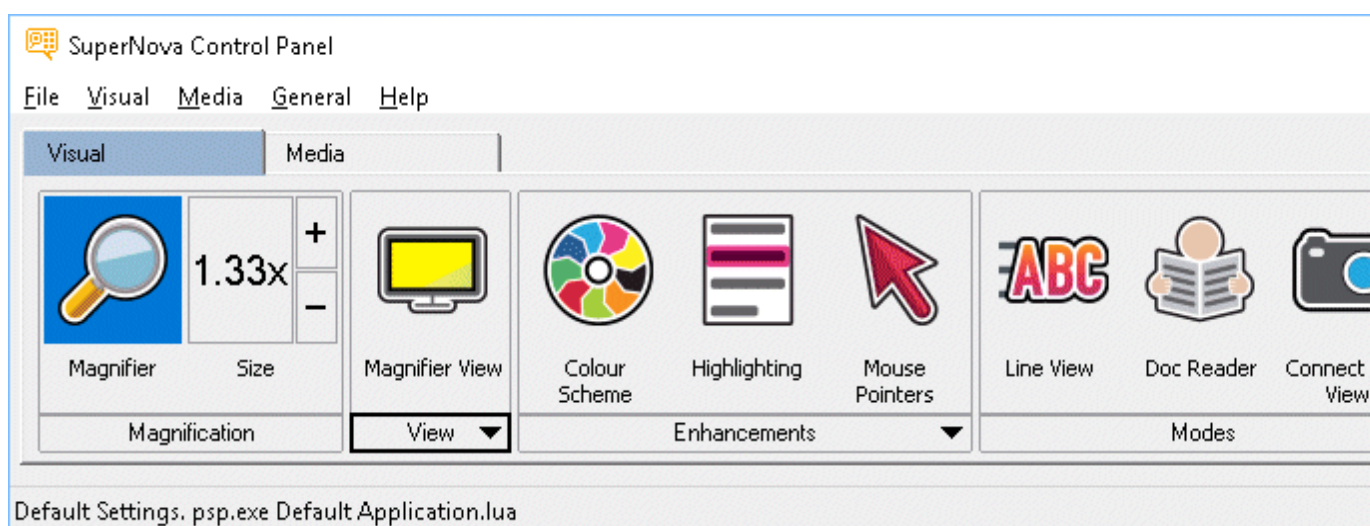 SuperNova Control Panel
File Visual Media General Help
Visual Media
1.33x + −
Magnifier Size Magnifier View Colour Scheme Highlighting Mouse Pointers Line View Doc Reader Connect View
ABC
Magnification View Enhancements Modes
Default Settings. psp.exe Default Application.lua